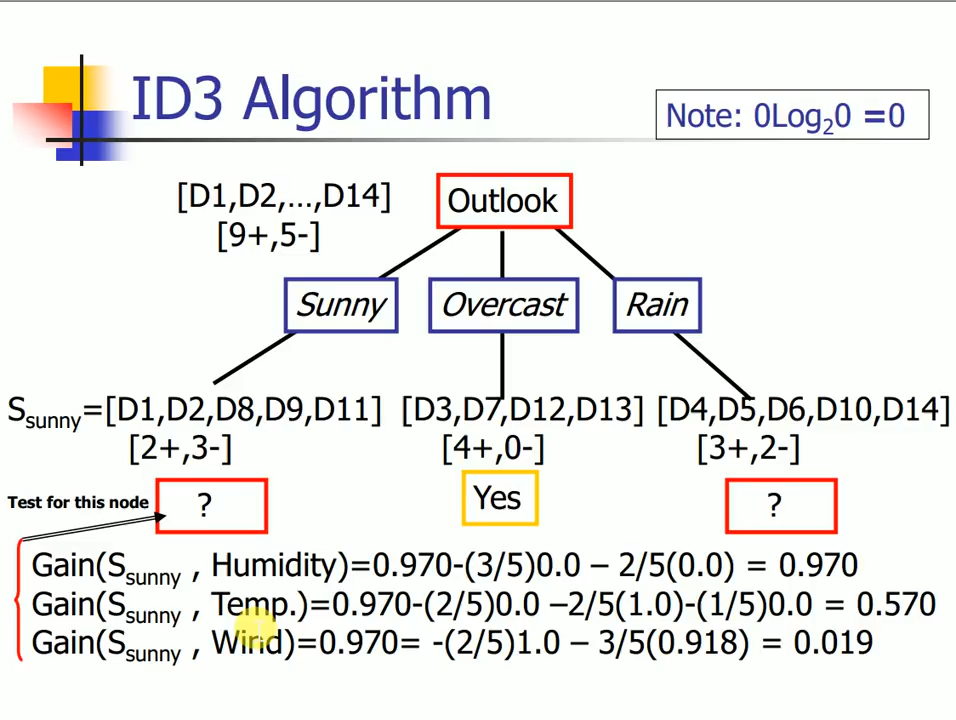 ID3 Algorithm
Note: 0Log₂0 =0
[D1,D2,...,D14]
[9+,5-]
Outlook
Sunny
Overcast
Rain
Ssunny=[D1,D2,D8,D9,D11] [D3,D7,D12,D13] [D4,D5,D6,D10,D14]
[2+,3-] [4+,0-] [3+,2-]
Test for this node
?
Yes
?
Gain(Ssunny , Humidity)=0.970-(3/5)0.0 – 2/5(0.0) = 0.970
Gain(Ssunny , Temp.)=0.970-(2/5)0.0 –2/5(1.0)-(1/5)0.0 = 0.570
Gain(Ssunny , Wind)=0.970= -(2/5)1.0 – 3/5(0.918) = 0.019